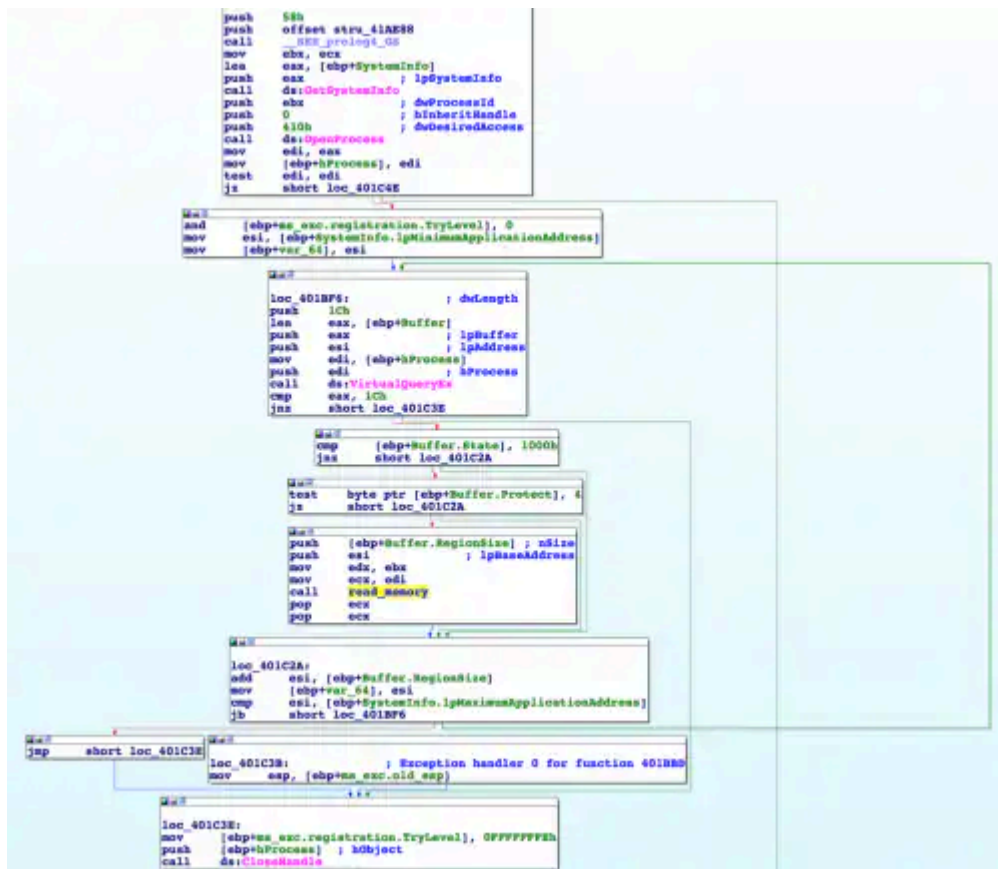 push 58h
push offset stru_41AE88
call __SEH_prolog4_GS
mov ebx, ecx
lea eax, [ebp+SystemInfo]
push eax ; lpSystemInfo
call ds:GetSystemInfo
push ebx ; dwProcessId
push 0 ; bInheritHandle
push 410h ; dwDesiredAccess
call ds:OpenProcess
mov edi, eax
mov [ebp+hProcess], edi
test edi, edi
jz short loc_401C4E
and [ebp+ms_exc.registration.TryLevel], 0
mov esi, [ebp+SystemInfo.lpMinimumApplicationAddress]
mov [ebp+var_64], esi
loc_401BF6: ; dwLength
push 1Ch
lea eax, [ebp+Buffer]
push eax ; lpBuffer
push esi ; lpAddress
mov edi, [ebp+hProcess]
push edi ; hProcess
call ds:VirtualQueryEx
cmp eax, 1Ch
jnz short loc_401C3E
cmp [ebp+Buffer.State], 1000h
jnz short loc_401C2A
test byte ptr [ebp+Buffer.Protect], 4
jz short loc_401C2A
push [ebp+Buffer.RegionSize] ; nSize
push esi ; lpBaseAddress
mov edx, ebx
mov ecx, edi
call read_memory
pop ecx
pop ecx
loc_401C2A:
add esi, [ebp+Buffer.RegionSize]
mov [ebp+var_64], esi
cmp esi, [ebp+SystemInfo.lpMaximumApplicationAddress]
jb short loc_401BF6
jmp short loc_401C3E
loc_401C3B: ; Exception handler 0 for function 401BBD
mov esp, [ebp+ms_exc.old_esp]
loc_401C3E:
mov [ebp+ms_exc.registration.TryLevel], 0FFFFFFFEh
push [ebp+hProcess] ; hObject
call ds:CloseHandle